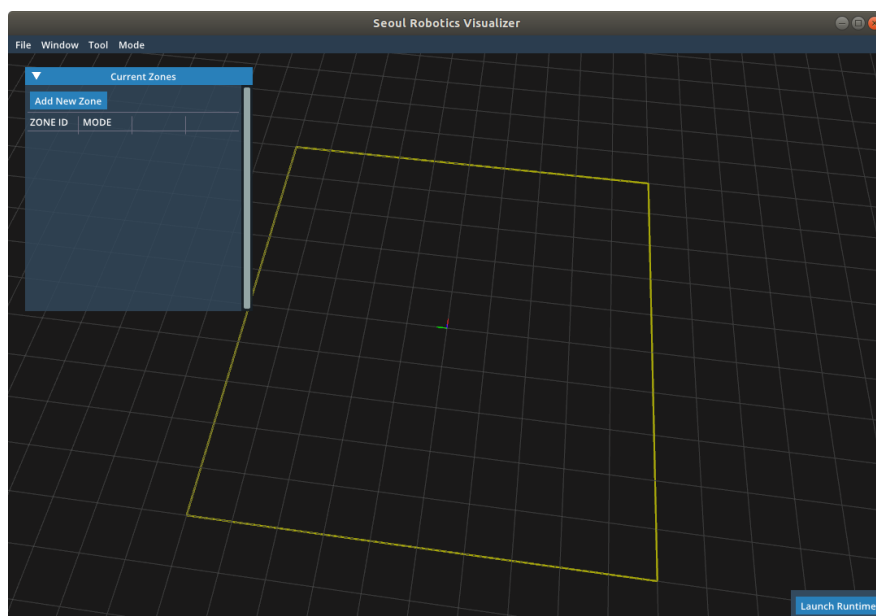 Seoul Robotics Visualizer
File Window Tool Mode
Current Zones
Add New Zone
ZONE ID MODE
Launch Runtime